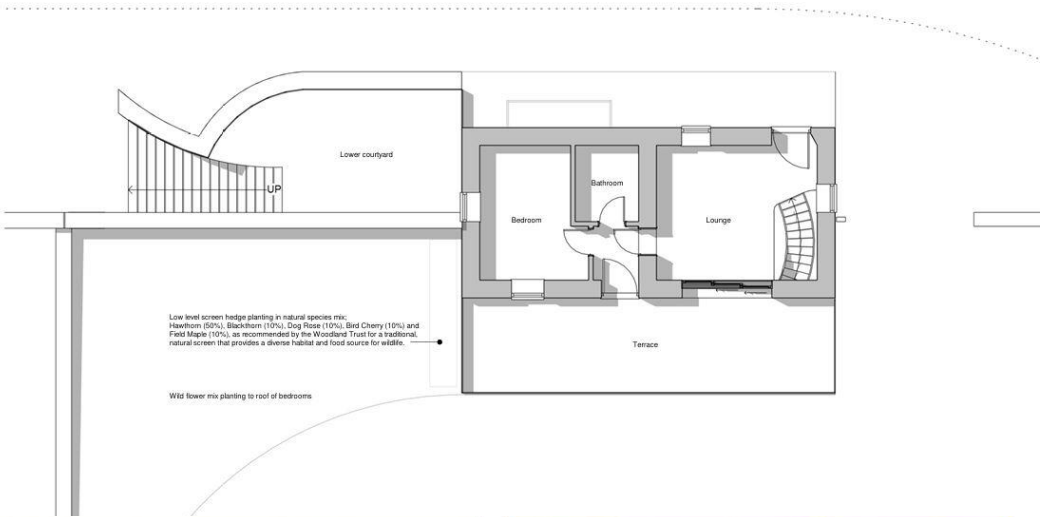 Lower courtyard
UP
Bathroom
Bedroom
Lounge
Low level screen hedge planting in natural species mix;
Hawthorn (50%), Blackthorn (10%), Dog Rose (10%), Bird Cherry (10%) and
Field Maple (10%), as recommended by the Woodland Trust for a traditional,
natural screen that provides a diverse habitat and food source for wildlife.
Terrace
Wild flower mix planting to roof of bedrooms